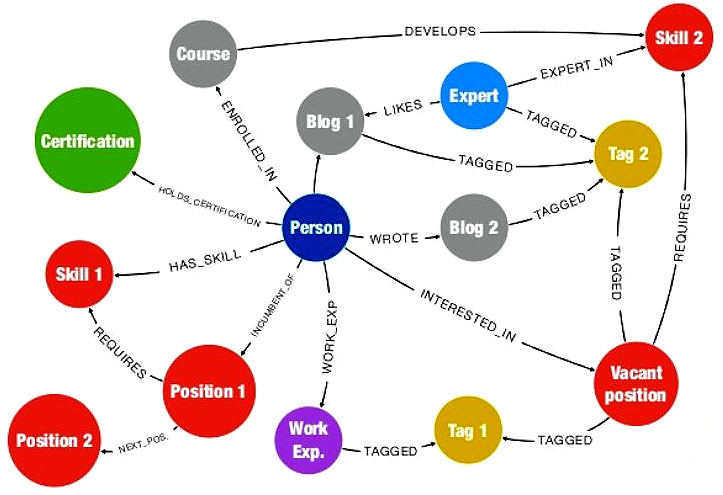 DEVELOPS
Skill 2
Course
EXPERT_IN
Expert
LIKES
Blog 1
TAGGED
ENROLLED_IN
Certification
TAGGED
Tag 2
HOLDS_CERTIFICATION
TAGGED
Person
WROTE
Blog 2
REQUIRES
HAS_SKILL
Skill 1
TAGGED
INCUMBENT_OF
INTERESTED_IN
WORK_EXP
REQUIRES
Position 1
Vacant
position
Position 2
NEXT_POS.
Work
Exp.
TAGGED
Tag 1
TAGGED